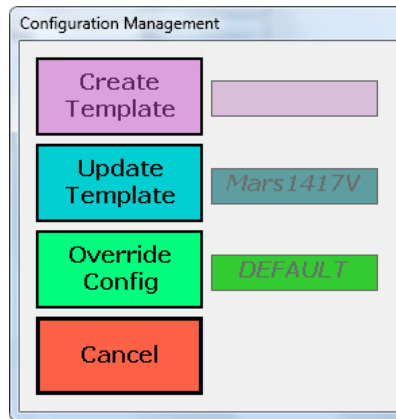 Configuration Management
Create
Template
Update
Template
Mars1417V
Override
Config
DEFAULT
Cancel